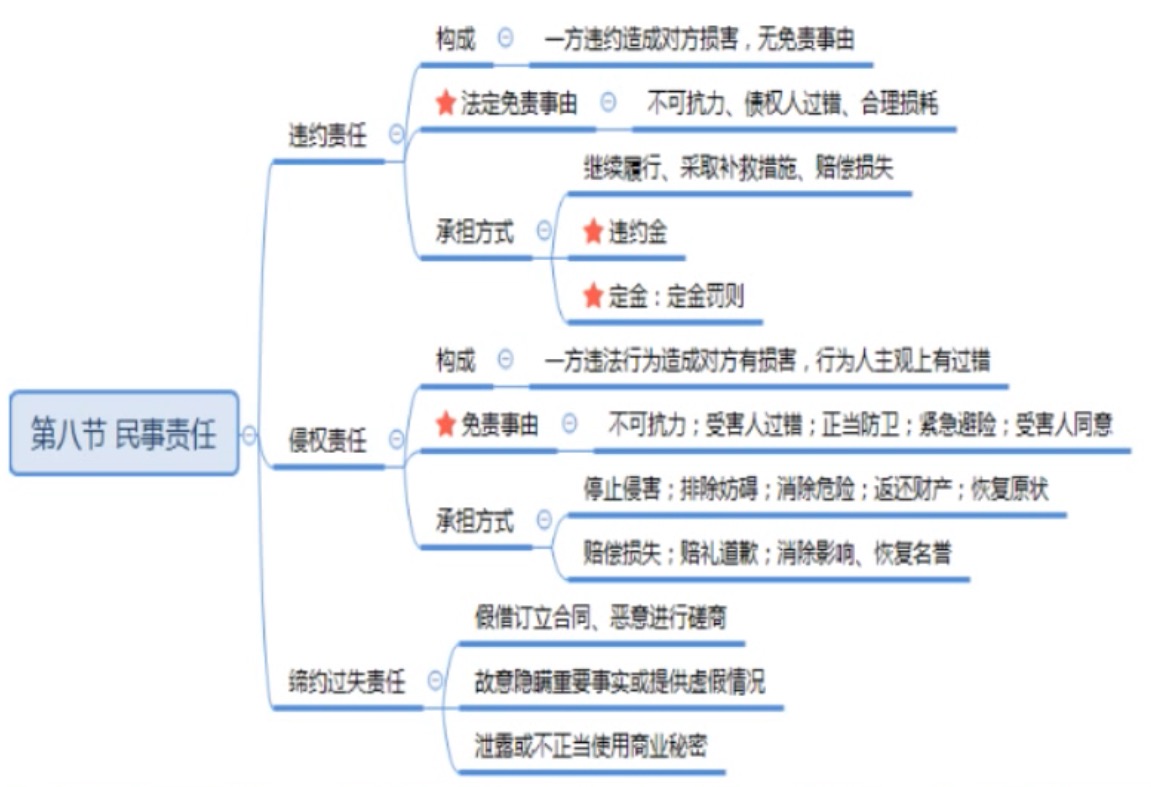 第八节 民事责任
违约责任
构成
一方违约造成对方损害，无免责事由
法定免责事由
不可抗力、债权人过错、合理损耗
承担方式
继续履行、采取补救措施、赔偿损失
违约金
定金：定金罚则
侵权责任
构成
一方违法行为造成对方有损害，行为人主观上有过错
免责事由
不可抗力；受害人过错；正当防卫；紧急避险；受害人同意
承担方式
停止侵害；排除妨碍；消除危险；返还财产；恢复原状
赔偿损失；赔礼道歉；消除影响、恢复名誉
缔约过失责任
假借订立合同、恶意进行磋商
故意隐瞒重要事实或提供虚假情况
泄露或不正当使用商业秘密